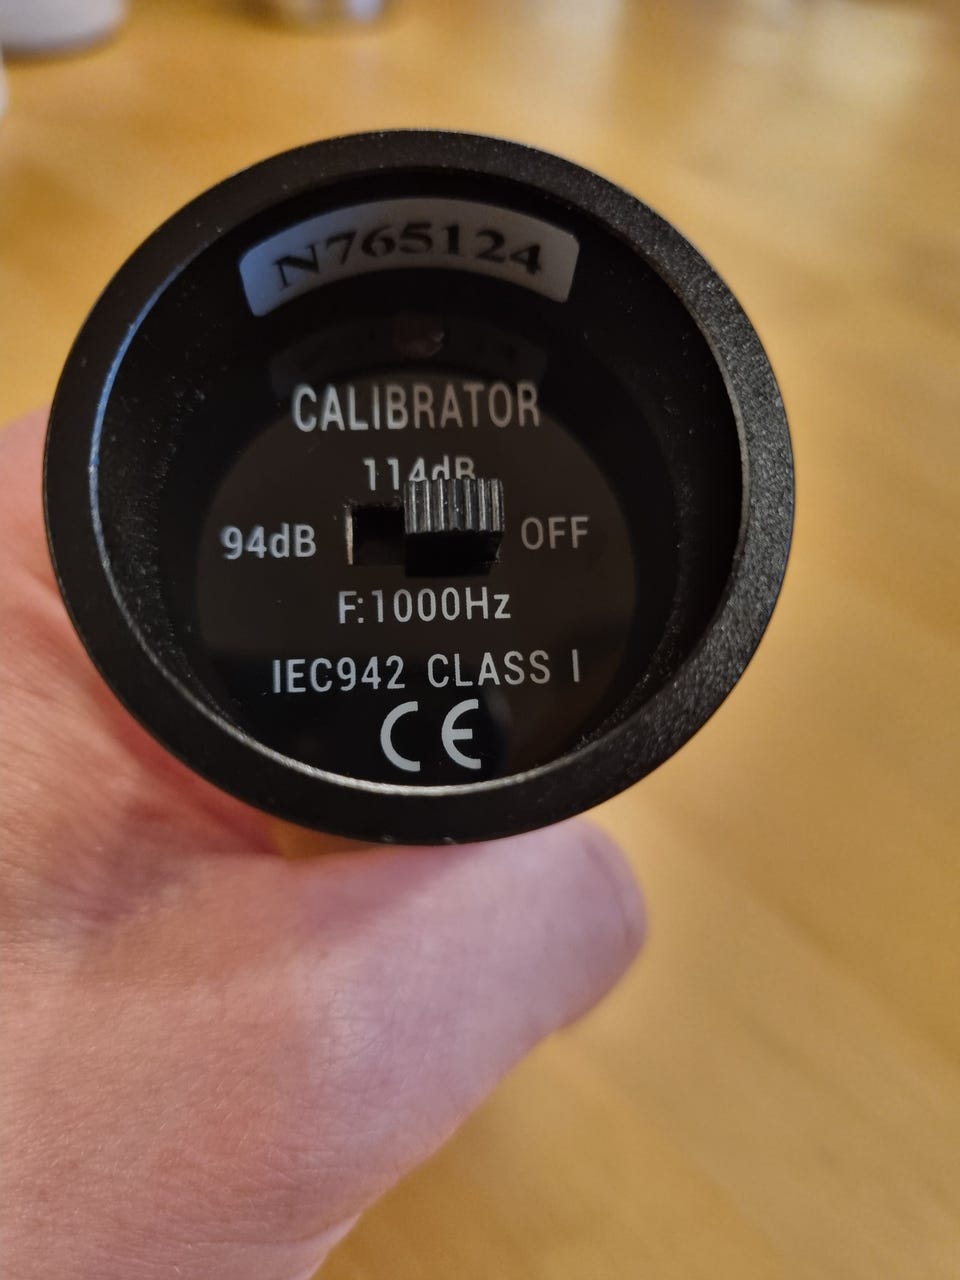 N765124
CALIBRATOR
114dB
94dB OFF
F:1000Hz
IEC942 CLASS I
CE